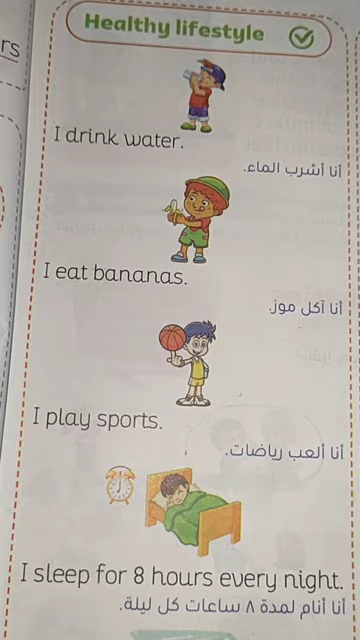 rs
Healthy lifestyle
I drink water.
أنا أشرب الماء.
I eat bananas.
أنا آكل موز.
I play sports.
أنا ألعب رياضات.
I sleep for 8 hours every night.
أنا أنام لمدة ٨ ساعات كل ليلة.